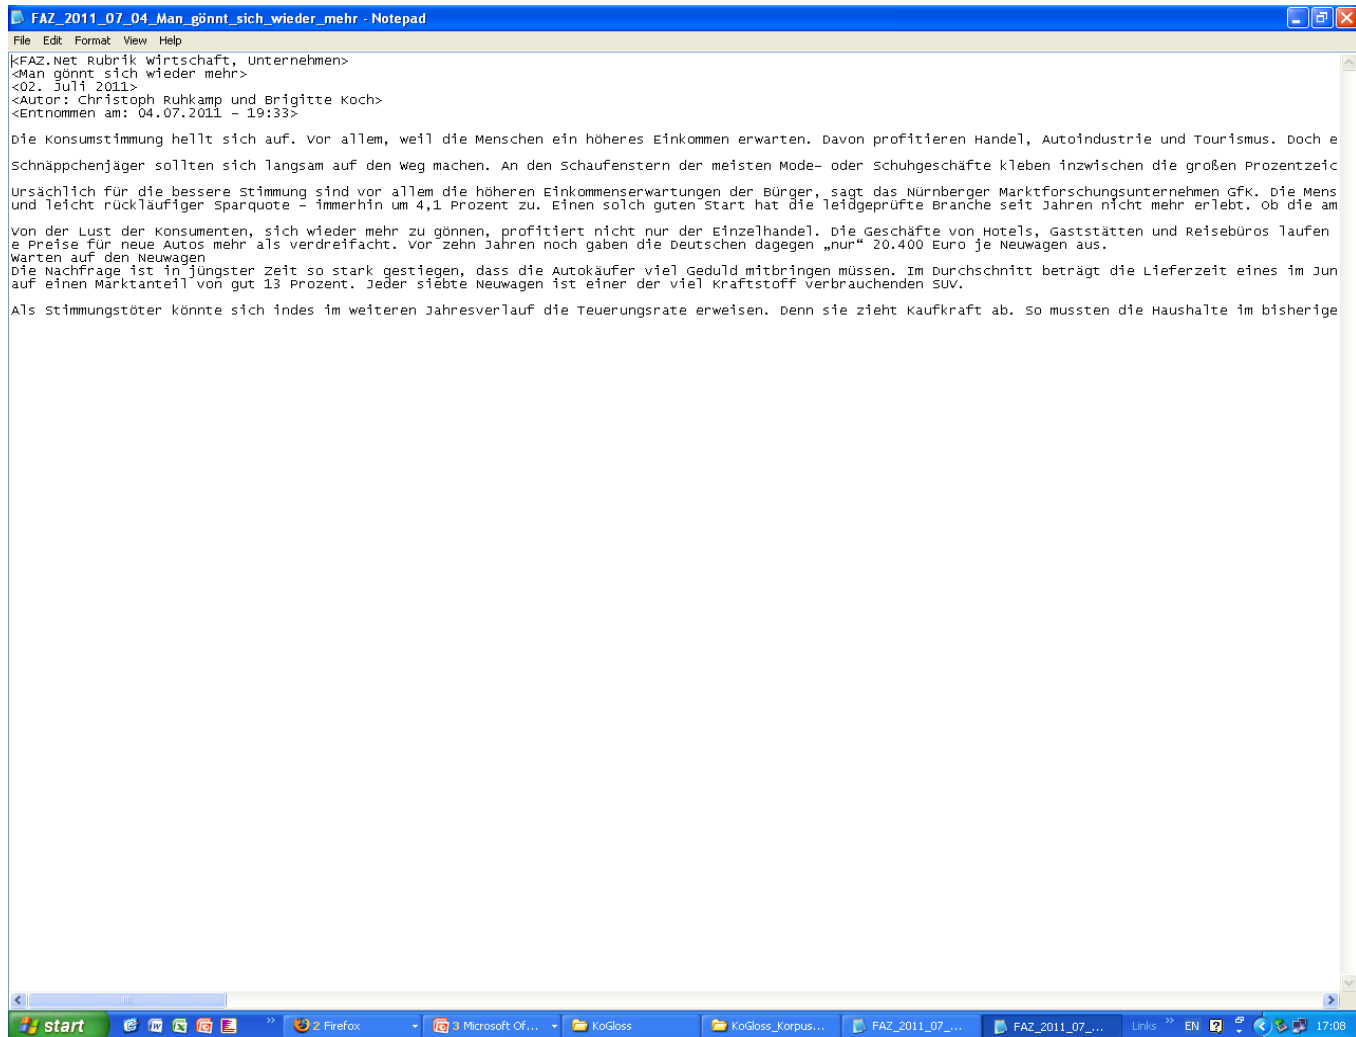 FAZ_2011_07_04_Man_gönnt_sich_wieder_mehr - Notepad
File Edit Format View Help
<FAZ.Net Rubrik Wirtschaft, Unternehmen>
<Man gönnt sich wieder mehr>
<02. Juli 2011>
<Autor: Christoph Ruhkamp und Brigitte Koch>
<Entnommen am: 04.07.2011 – 19:33>
Die Konsumstimmung hellt sich auf. Vor allem, weil die Menschen ein höheres Einkommen erwarten. Davon profitieren Handel, Autoindustrie und Tourismus. Doch e
Schnäppchenjäger sollten sich langsam auf den Weg machen. An den Schaufenstern der meisten Mode- oder Schuhgeschäfte kleben inzwischen die großen Prozentzeic
Ursächlich für die bessere Stimmung sind vor allem die höheren Einkommenserwartungen der Bürger, sagt das Nürnberger Marktforschungsunternehmen GfK. Die Mens
und leicht rückläufiger Sparquote – immerhin um 4,1 Prozent zu. Einen solch guten Start hat die leidgeprüfte Branche seit Jahren nicht mehr erlebt. Ob die am
Von der Lust der Konsumenten, sich wieder mehr zu gönnen, profitiert nicht nur der Einzelhandel. Die Geschäfte von Hotels, Gaststätten und Reisebüros laufen
e Preise für neue Autos mehr als verdreifacht. Vor zehn Jahren noch gaben die Deutschen dagegen „nur“ 20.400 Euro je Neuwagen aus.
Warten auf den Neuwagen
Die Nachfrage ist in jüngster Zeit so stark gestiegen, dass die Autokäufer viel Geduld mitbringen müssen. Im Durchschnitt beträgt die Lieferzeit eines im Jun
auf einen Marktanteil von gut 13 Prozent. Jeder siebte Neuwagen ist einer der viel Kraftstoff verbrauchenden SUV.
Als Stimmungstöter könnte sich indes im weiteren Jahresverlauf die Teuerungsrate erweisen. Denn sie zieht Kaufkraft ab. So mussten die Haushalte im bisherige
start 2 Firefox 3 Microsoft Of... KoGloss KoGloss_Korpus... FAZ_2011_07_... FAZ_2011_07_... Links EN 17:08